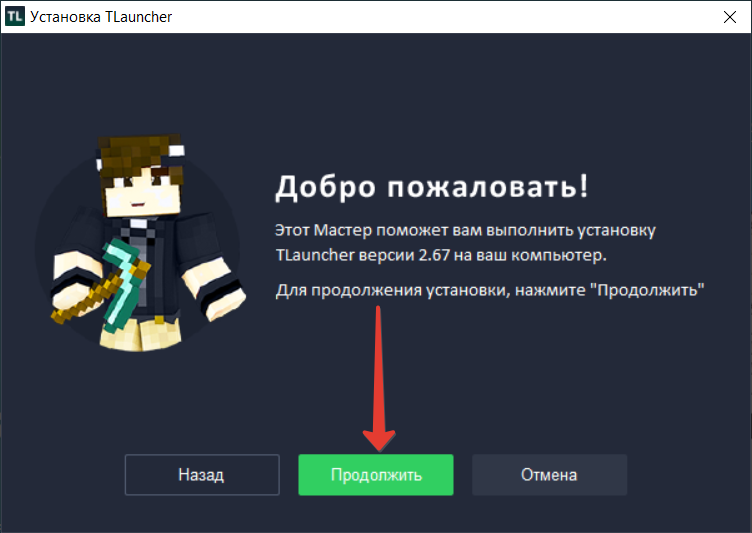 TL Установка TLauncher
Добро пожаловать!
Этот Мастер поможет вам выполнить установку
TLauncher версии 2.67 на ваш компьютер.
Для продолжения установки, нажмите "Продолжить"
Назад
Продолжить
Отмена